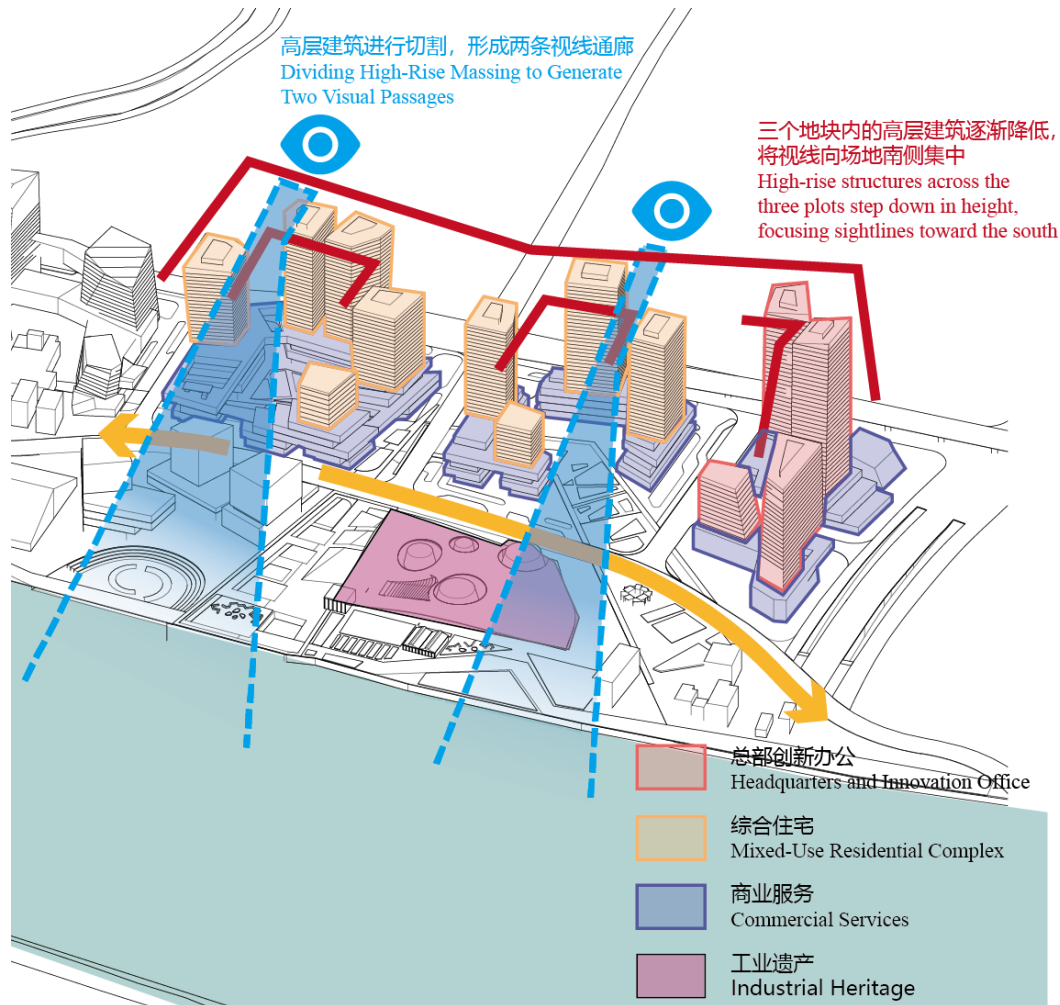 高层建筑进行切割，形成两条视线通廊
Dividing High-Rise Massing to Generate
Two Visual Passages
三个地块内的高层建筑逐渐降低，
将视线向场地南侧集中
High-rise structures across the
three plots step down in height,
focusing sightlines toward the south
总部创新办公
Headquarters and Innovation Office
综合住宅
Mixed-Use Residential Complex
商业服务
Commercial Services
工业遗产
Industrial Heritage